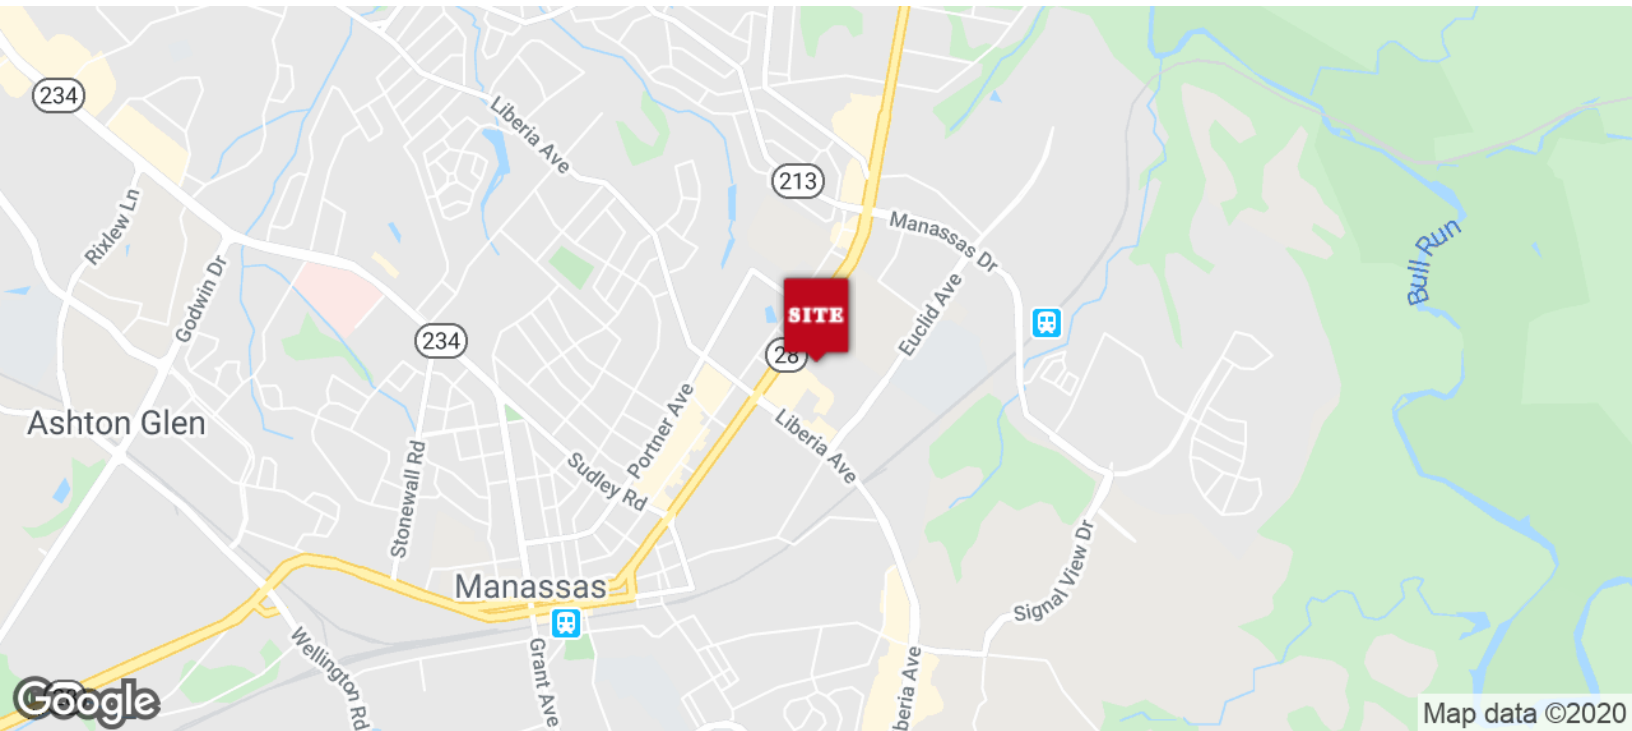 234
Liberia Ave
213
Rixlew Ln
Manassas Dr
Bull Run
Godwin Dr
Euclid Ave
SITE
234
28
Ashton Glen
Portner Ave
Liberia Ave
Stonewall Rd
Sudley Rd
Manassas
Signal View Dr
Wellington Rd
Grant Ave
beria Ave
28
Google
Map data ©2020